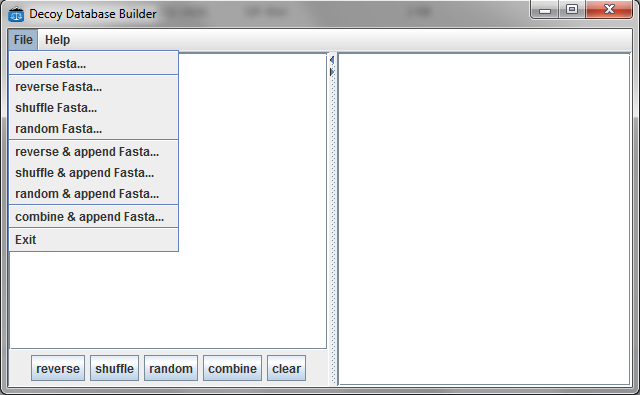 Decoy Database Builder
File Help
open Fasta...
reverse Fasta...
shuffle Fasta...
random Fasta...
reverse & append Fasta...
shuffle & append Fasta...
random & append Fasta...
combine & append Fasta...
Exit
reverse shuffle random combine clear